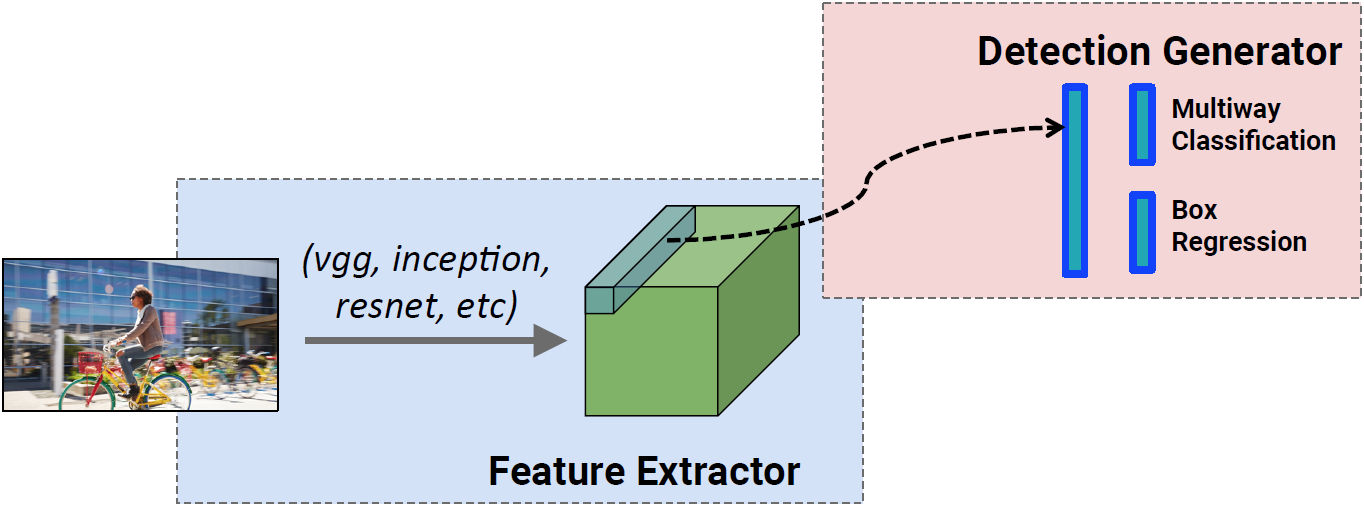 Detection Generator
Multiway
Classification
Box
Regression
(vgg, inception,
resnet, etc)
Feature Extractor